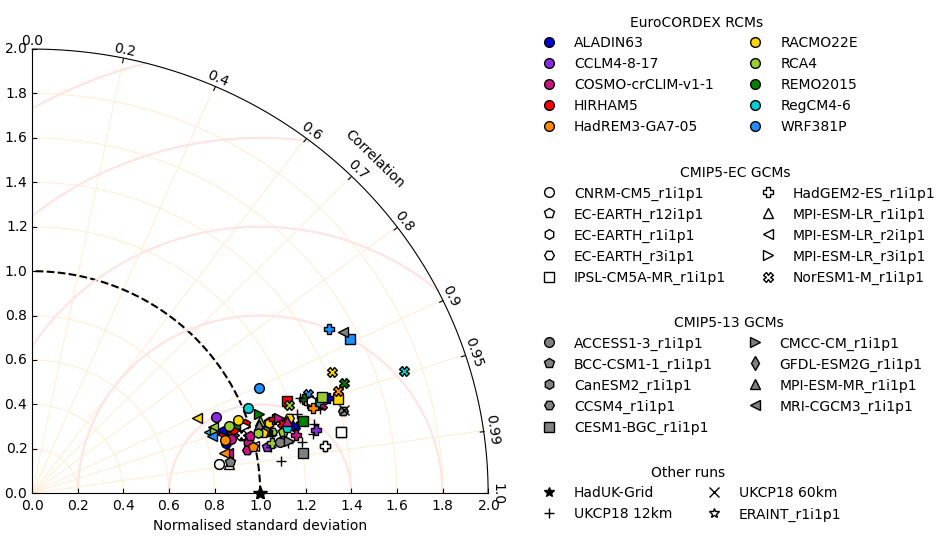 0.0
0.2
0.4
0.6
0.7
0.8
0.9
0.95
0.99
1.0
Correlation
2.0
1.8
1.6
1.4
1.2
1.0
0.8
0.6
0.4
0.2
0.0
0.0 0.2 0.4 0.6 0.8 1.0 1.2 1.4 1.6 1.8 2.0
Normalised standard deviation
EuroCORDEX RCMs
ALADIN63 RACMO22E
CCLM4-8-17 RCA4
COSMO-crCLIM-v1-1 REMO2015
HIRHAM5 RegCM4-6
HadREM3-GA7-05 WRF381P
CMIP5-EC GCMs
CNRM-CM5_r1i1p1 HadGEM2-ES_r1i1p1
EC-EARTH_r12i1p1 MPI-ESM-LR_r1i1p1
EC-EARTH_r1i1p1 MPI-ESM-LR_r2i1p1
EC-EARTH_r3i1p1 MPI-ESM-LR_r3i1p1
IPSL-CM5A-MR_r1i1p1 NorESM1-M_r1i1p1
CMIP5-13 GCMs
ACCESS1-3_r1i1p1 CMCC-CM_r1i1p1
BCC-CSM1-1_r1i1p1 GFDL-ESM2G_r1i1p1
CanESM2_r1i1p1 MPI-ESM-MR_r1i1p1
CCSM4_r1i1p1 MRI-CGCM3_r1i1p1
CESM1-BGC_r1i1p1
Other runs
HadUK-Grid UKCP18 60km
UKCP18 12km ERAINT_r1i1p1